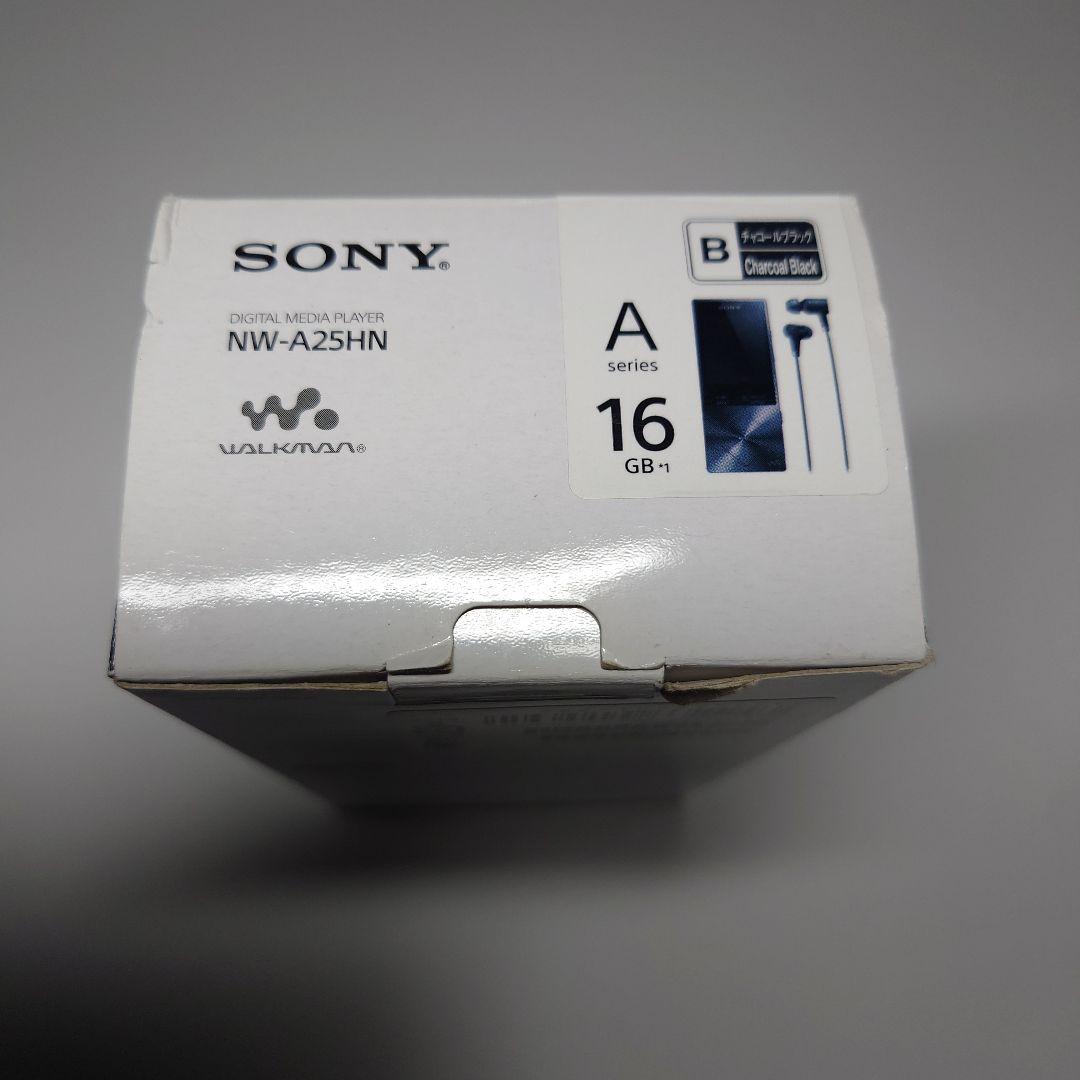 SONY®
DIGITAL MEDIA PLAYER
NW-A25HN
WALKMAN®
B
チャコールブラック
Charcoal Black
A
series
16
GB *1
SONY